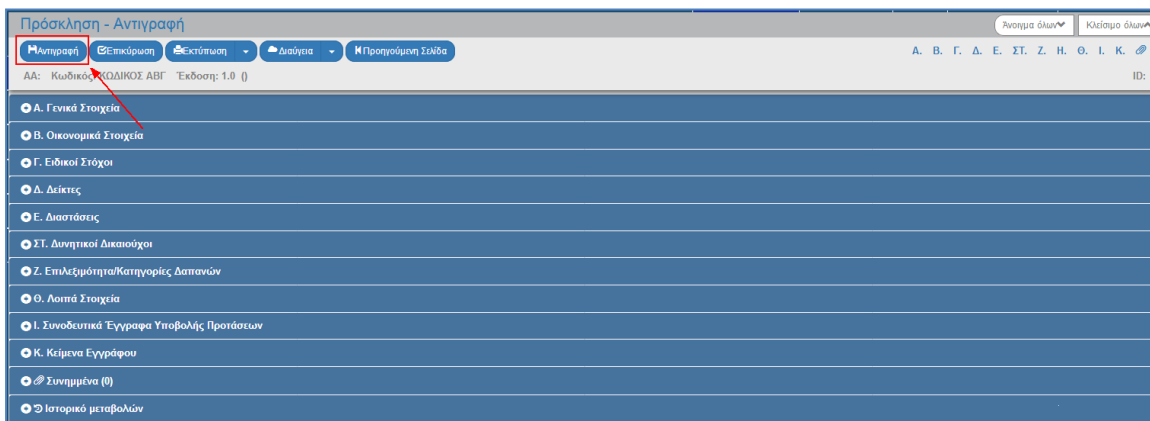 Πρόσκληση - Αντιγραφή
Άνοιγμα όλων Κλείσιμο όλων
Αντιγραφή Επικύρωση Εκτύπωση Διαύγεια Προηγούμενη Σελίδα
Α. Β. Γ. Δ. Ε. ΣΤ. Ζ. Η. Θ. Ι. Κ.
ΑΑ: Κωδικός: ΚΩΔΙΚΟΣ ΑΒΓ Έκδοση: 1.0 () ID:
Α. Γενικά Στοιχεία
Β. Οικονομικά Στοιχεία
Γ. Ειδικοί Στόχοι
Δ. Δείκτες
Ε. Διαστάσεις
ΣΤ. Δυνητικοί Δικαιούχοι
Ζ. Επιλεξιμότητα/Κατηγορίες Δαπανών
Θ. Λοιπά Στοιχεία
Ι. Συνοδευτικά Έγγραφα Υποβολής Προτάσεων
Κ. Κείμενα Εγγράφου
Συνημμένα (0)
Ιστορικό μεταβολών